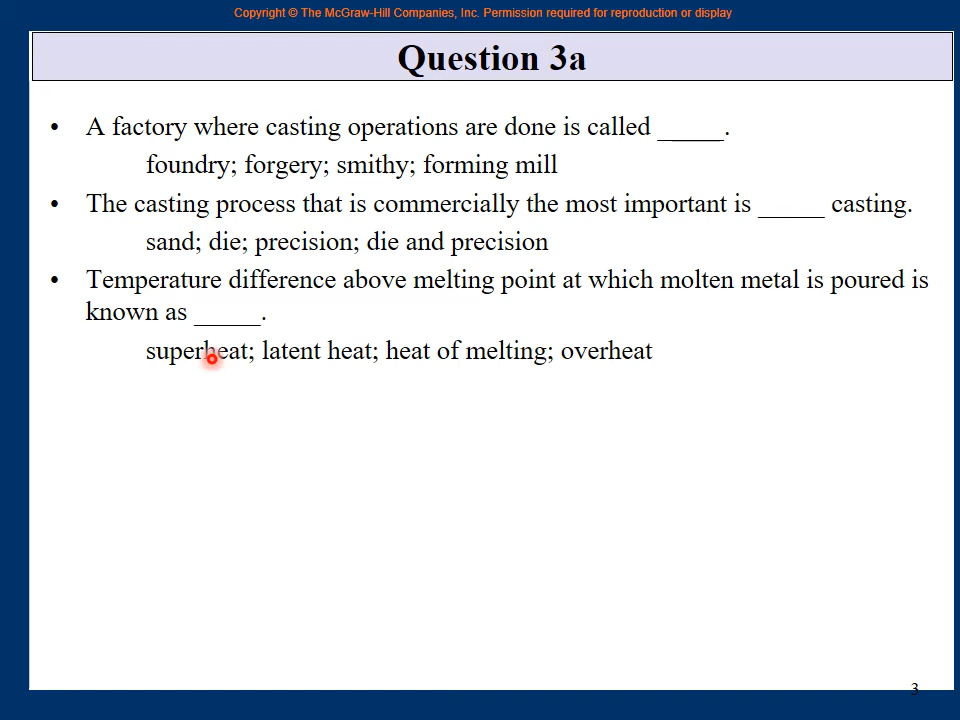 Copyright © The McGraw-Hill Companies, Inc. Permission required for reproduction or display
Question 3a
• A factory where casting operations are done is called _____.
foundry; forgery; smithy; forming mill
• The casting process that is commercially the most important is _____ casting.
sand; die; precision; die and precision
• Temperature difference above melting point at which molten metal is poured is
known as _____.
superheat; latent heat; heat of melting; overheat
3